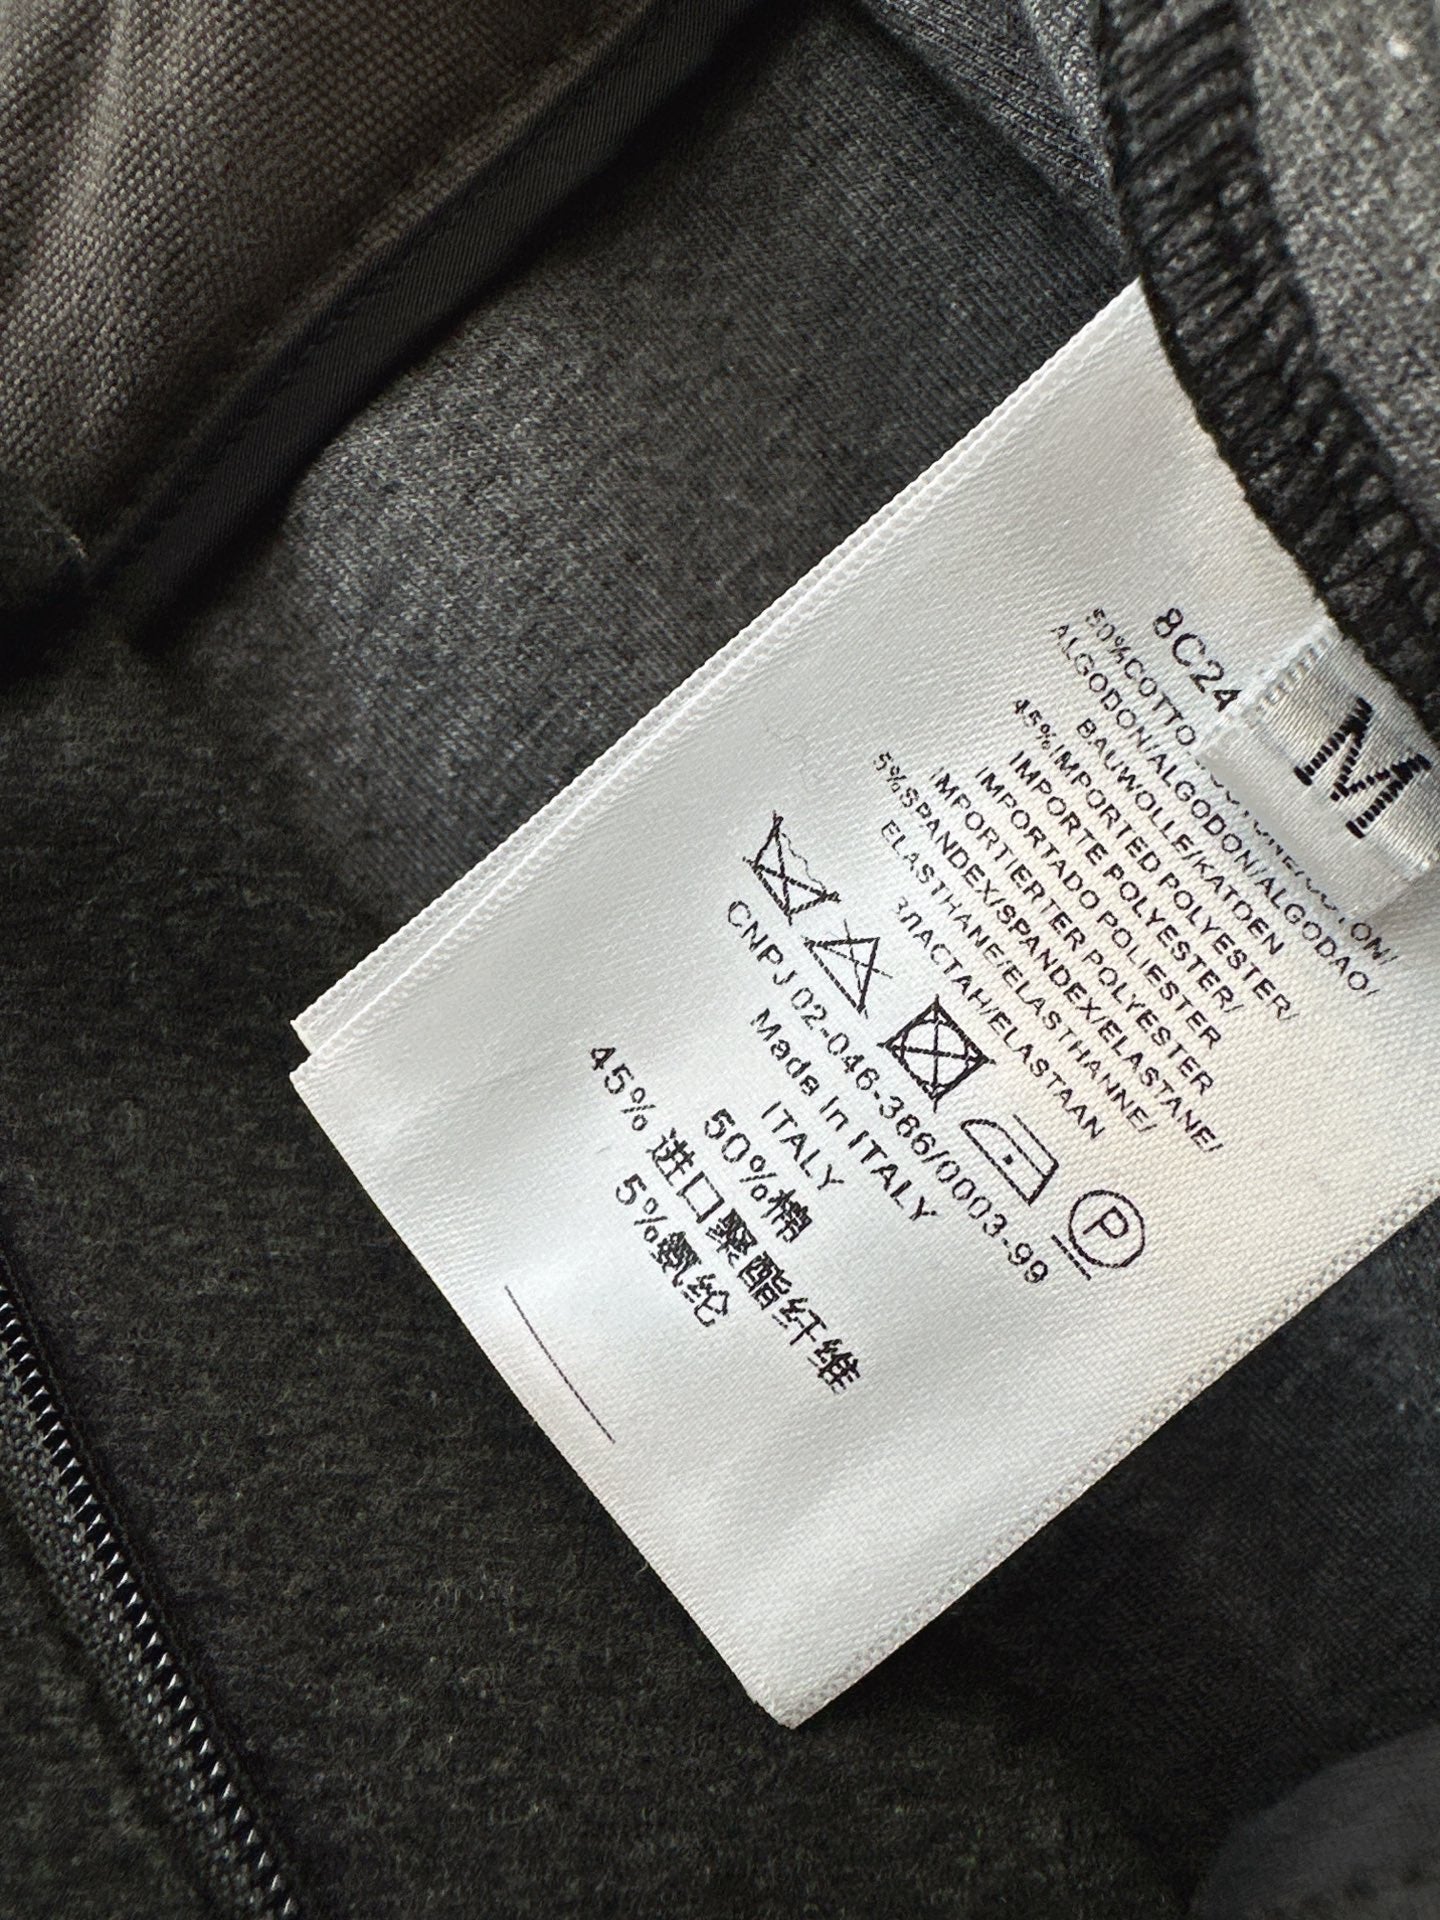 8C24
M
50%COTTO
ALGODON/ALGODON/ALGODAO/
BAUWOLLE/KATOEN
45%IMPORTED POLYESTER/
IMPORTE POLYESTER/
IMPORTADO POLIESTER
IMPORTIERTER POLYESTER
5%SPANDEX/SPANDEX/ELASTANE/
ELASTHANE/ELASTHANNE/
ЭЛАСТАН/ELASTAAN
P
CNPJ 02-046-386/0003-99
Made In ITALY
ITALY
50%棉
45% 进口聚酯纤维
5%氨纶